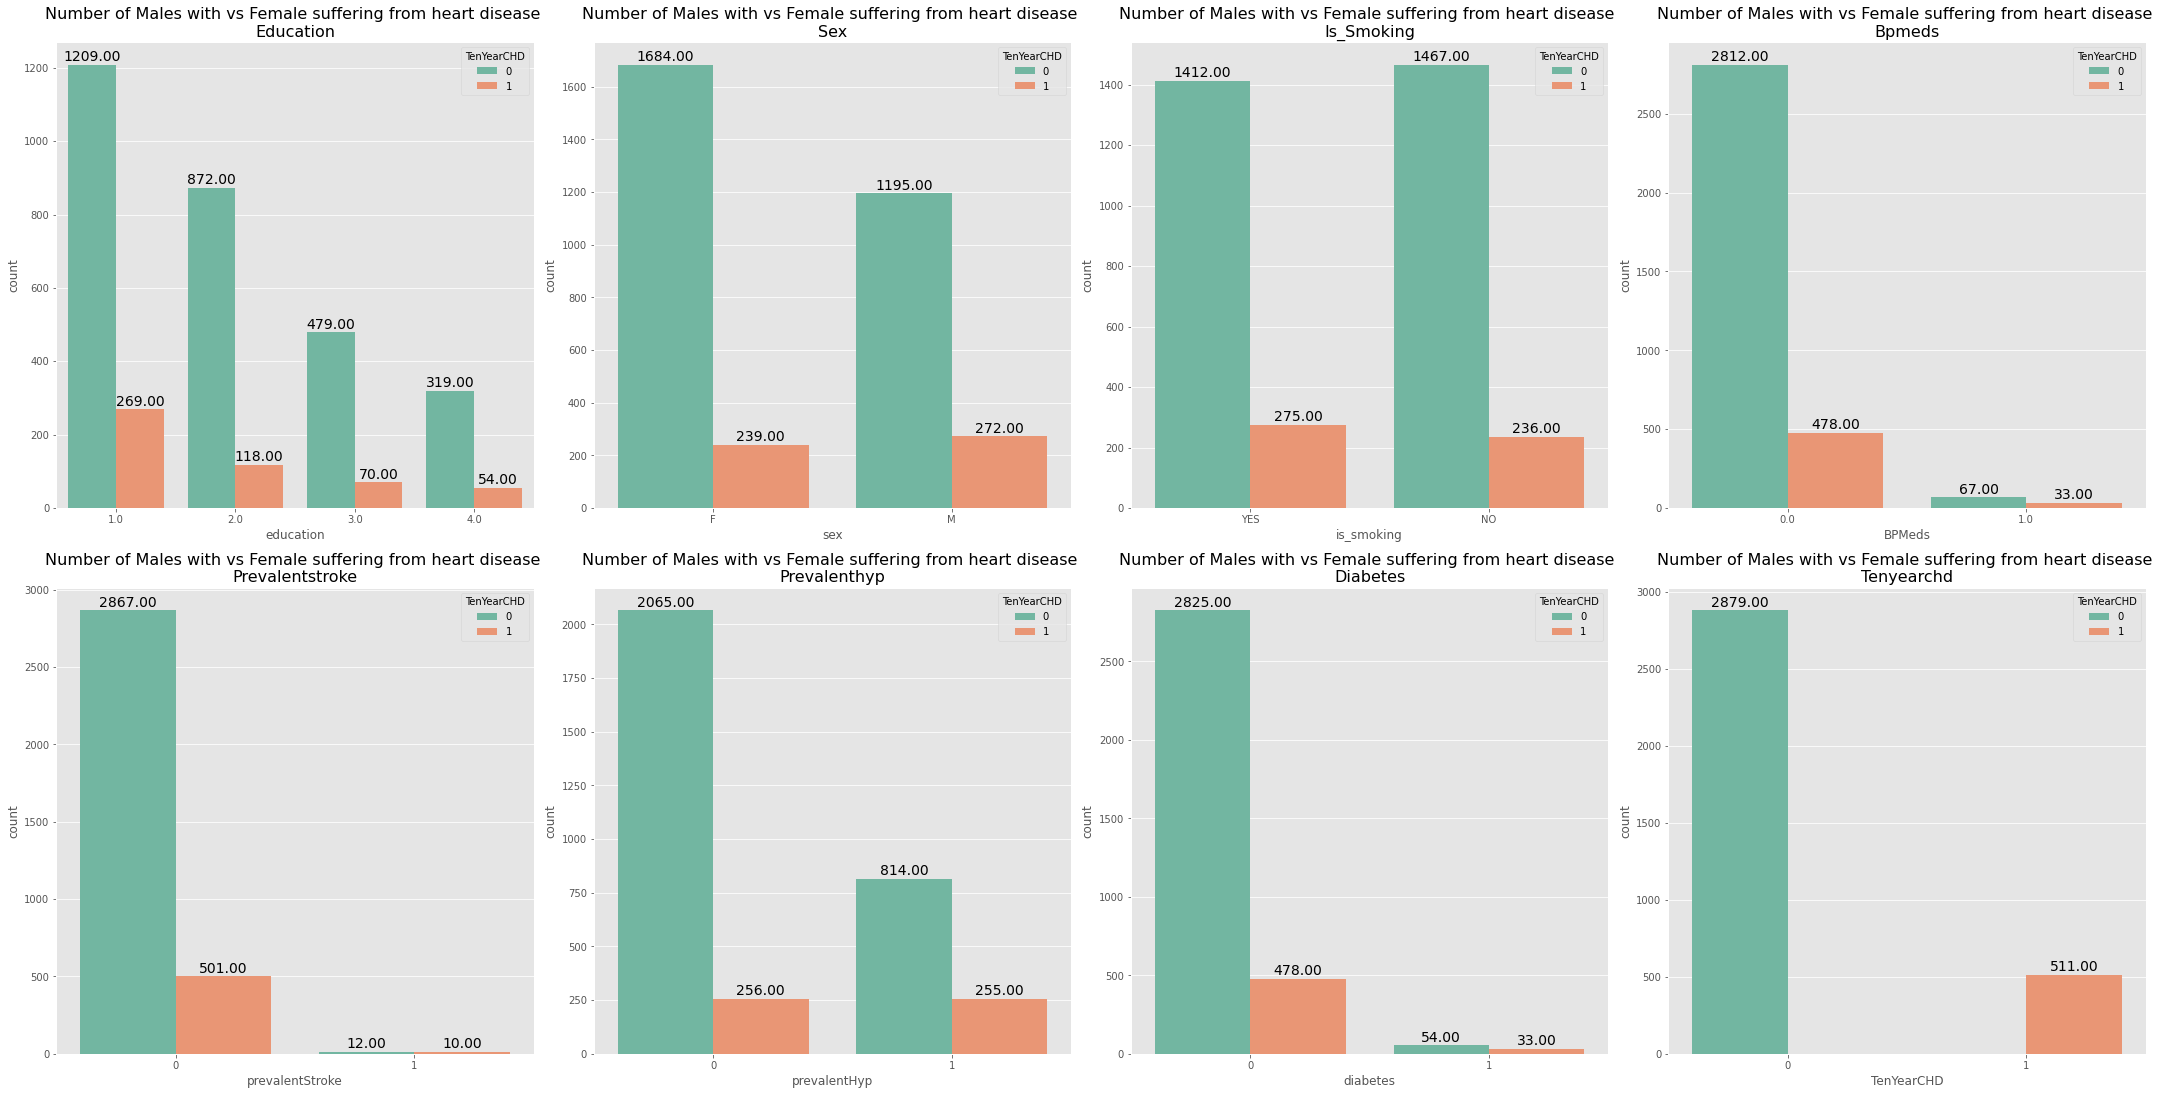 Number of Males with vs Female suffering from heart disease
Education
1209.00
TenYearCHD
0
1
1200
1000
800
600
400
200
0
count
872.00
479.00
319.00
269.00
118.00
70.00
54.00
1.0
2.0
3.0
4.0
education
Number of Males with vs Female suffering from heart disease
Sex
1684.00
TenYearCHD
0
1
1600
1400
1200
1000
800
600
400
200
0
count
1195.00
239.00
272.00
F
M
sex
Number of Males with vs Female suffering from heart disease
Is_Smoking
1412.00
1467.00
TenYearCHD
0
1
1400
1200
1000
800
600
400
200
0
count
275.00
236.00
YES
NO
is_smoking
Number of Males with vs Female suffering from heart disease
Bpmeds
2812.00
TenYearCHD
0
1
2500
2000
1500
1000
500
0
count
478.00
67.00
33.00
0.0
1.0
BPMeds
Number of Males with vs Female suffering from heart disease
Prevalentstroke
2867.00
TenYearCHD
0
1
3000
2500
2000
1500
1000
500
0
count
501.00
12.00
10.00
0
1
prevalentStroke
Number of Males with vs Female suffering from heart disease
Prevalenthyp
2065.00
TenYearCHD
0
1
2000
1750
1500
1250
1000
750
500
250
0
count
814.00
256.00
255.00
0
1
prevalentHyp
Number of Males with vs Female suffering from heart disease
Diabetes
2825.00
TenYearCHD
0
1
2500
2000
1500
1000
500
0
count
478.00
54.00
33.00
0
1
diabetes
Number of Males with vs Female suffering from heart disease
Tenyearchd
2879.00
TenYearCHD
0
1
3000
2500
2000
1500
1000
500
0
count
511.00
0
1
TenYearCHD